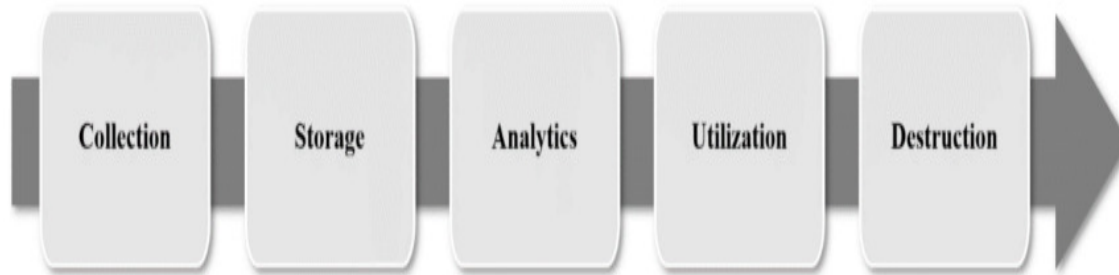 Collection
Storage
Analytics
Utilization
Destruction